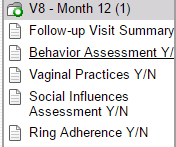 V8 - Month 12 (1)
Follow-up Visit Summary
Behavior Assessment Y/
Vaginal Practices Y/N
Social Influences
Assessment Y/N
Ring Adherence Y/N